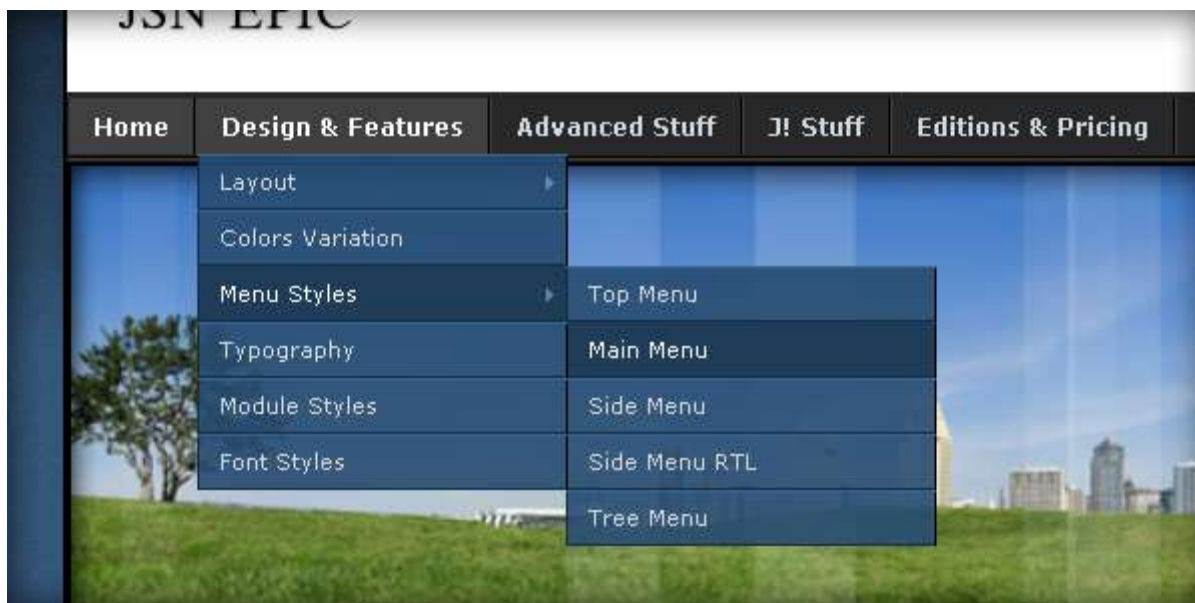 JSN EPIC
Home Design & Features Advanced Stuff J! Stuff Editions & Pricing
Layout
Colors Variation
Menu Styles
Typography
Module Styles
Font Styles
Top Menu
Main Menu
Side Menu
Side Menu RTL
Tree Menu